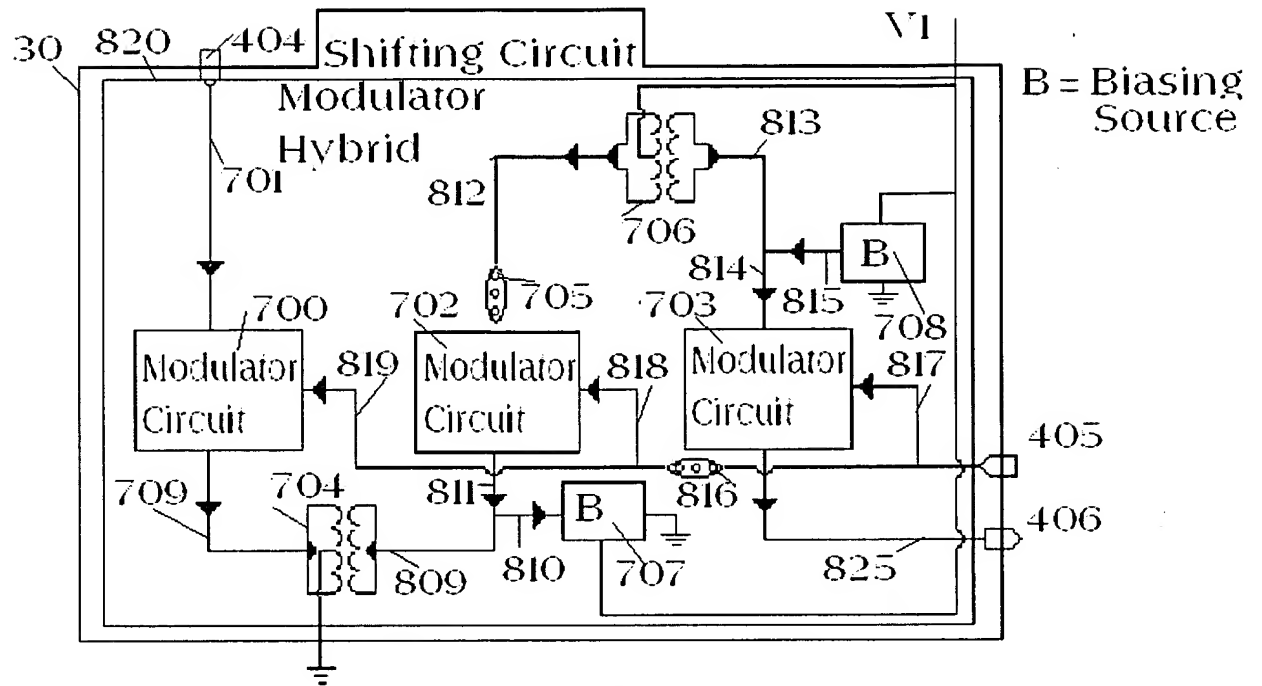 V1
30
820
404
Shifting Circuit
Modulator
Hybrid
B = Biasing
Source
813
701
812
706
B
814
815
708
705
702
703
700
Modulator
Circuit
819
Modulator
Circuit
818
Modulator
Circuit
817
405
709
704
811
816
B
406
809
810
707
825